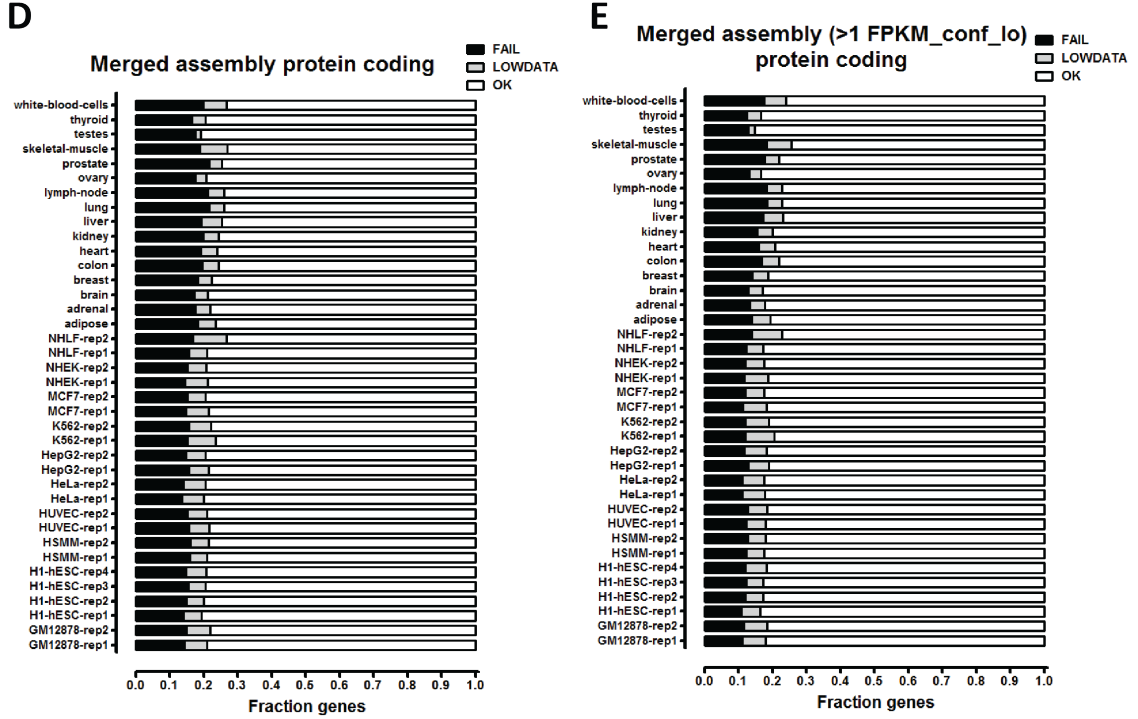 D
Merged assembly protein coding
FAIL
LOWDATA
OK
white-blood-cells
thyroid
testes
skeletal-muscle
prostate
ovary
lymph-node
lung
liver
kidney
heart
colon
breast
brain
adrenal
adipose
NHLF-rep2
NHLF-rep1
NHEK-rep2
NHEK-rep1
MCF7-rep2
MCF7-rep1
K562-rep2
K562-rep1
HepG2-rep2
HepG2-rep1
HeLa-rep2
HeLa-rep1
HUVEC-rep2
HUVEC-rep1
HSMM-rep2
HSMM-rep1
H1-hESC-rep4
H1-hESC-rep3
H1-hESC-rep2
H1-hESC-rep1
GM12878-rep2
GM12878-rep1
0.0 0.1 0.2 0.3 0.4 0.5 0.6 0.7 0.8 0.9 1.0
Fraction genes
E
Merged assembly (>1 FPKM_conf_lo)
protein coding
FAIL
LOWDATA
OK
white-blood-cells
thyroid
testes
skeletal-muscle
prostate
ovary
lymph-node
lung
liver
kidney
heart
colon
breast
brain
adrenal
adipose
NHLF-rep2
NHLF-rep1
NHEK-rep2
NHEK-rep1
MCF7-rep2
MCF7-rep1
K562-rep2
K562-rep1
HepG2-rep2
HepG2-rep1
HeLa-rep2
HeLa-rep1
HUVEC-rep2
HUVEC-rep1
HSMM-rep2
HSMM-rep1
H1-hESC-rep4
H1-hESC-rep3
H1-hESC-rep2
H1-hESC-rep1
GM12878-rep2
GM12878-rep1
0.0 0.1 0.2 0.3 0.4 0.5 0.6 0.7 0.8 0.9 1.0
Fraction genes